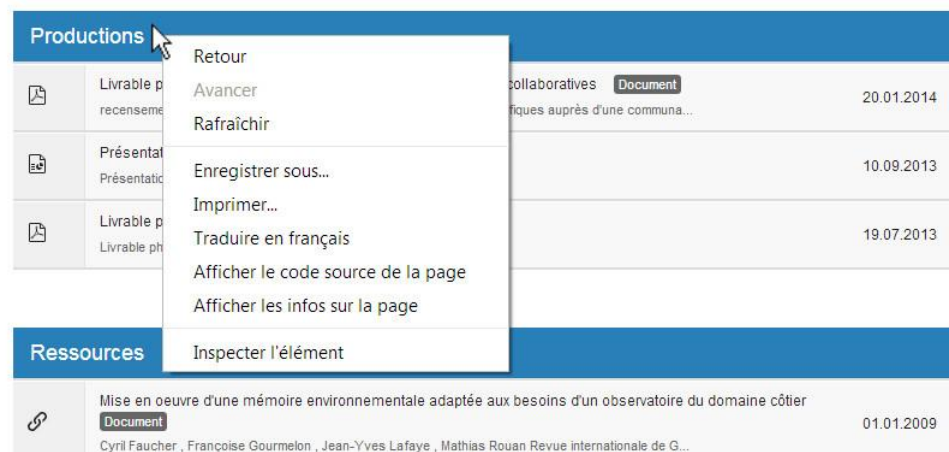 Productions
Retour
Livrable p
collaboratives Document
Avancer
20.01.2014
recenseme
fiques auprès d'une communa...
Rafraîchir
Présentat
Enregistrer sous...
10.09.2013
Présentatio
Imprimer...
Livrable p
Traduire en français
19.07.2013
Livrable ph
Afficher le code source de la page
Afficher les infos sur la page
Ressources
Inspecter l'élément
Mise en oeuvre d'une mémoire environnementale adaptée aux besoins d'un observatoire du domaine côtier
Document
01.01.2009
Cyril Faucher , Françoise Gourmelon , Jean-Yves Lafaye , Mathias Rouan Revue internationale de G...